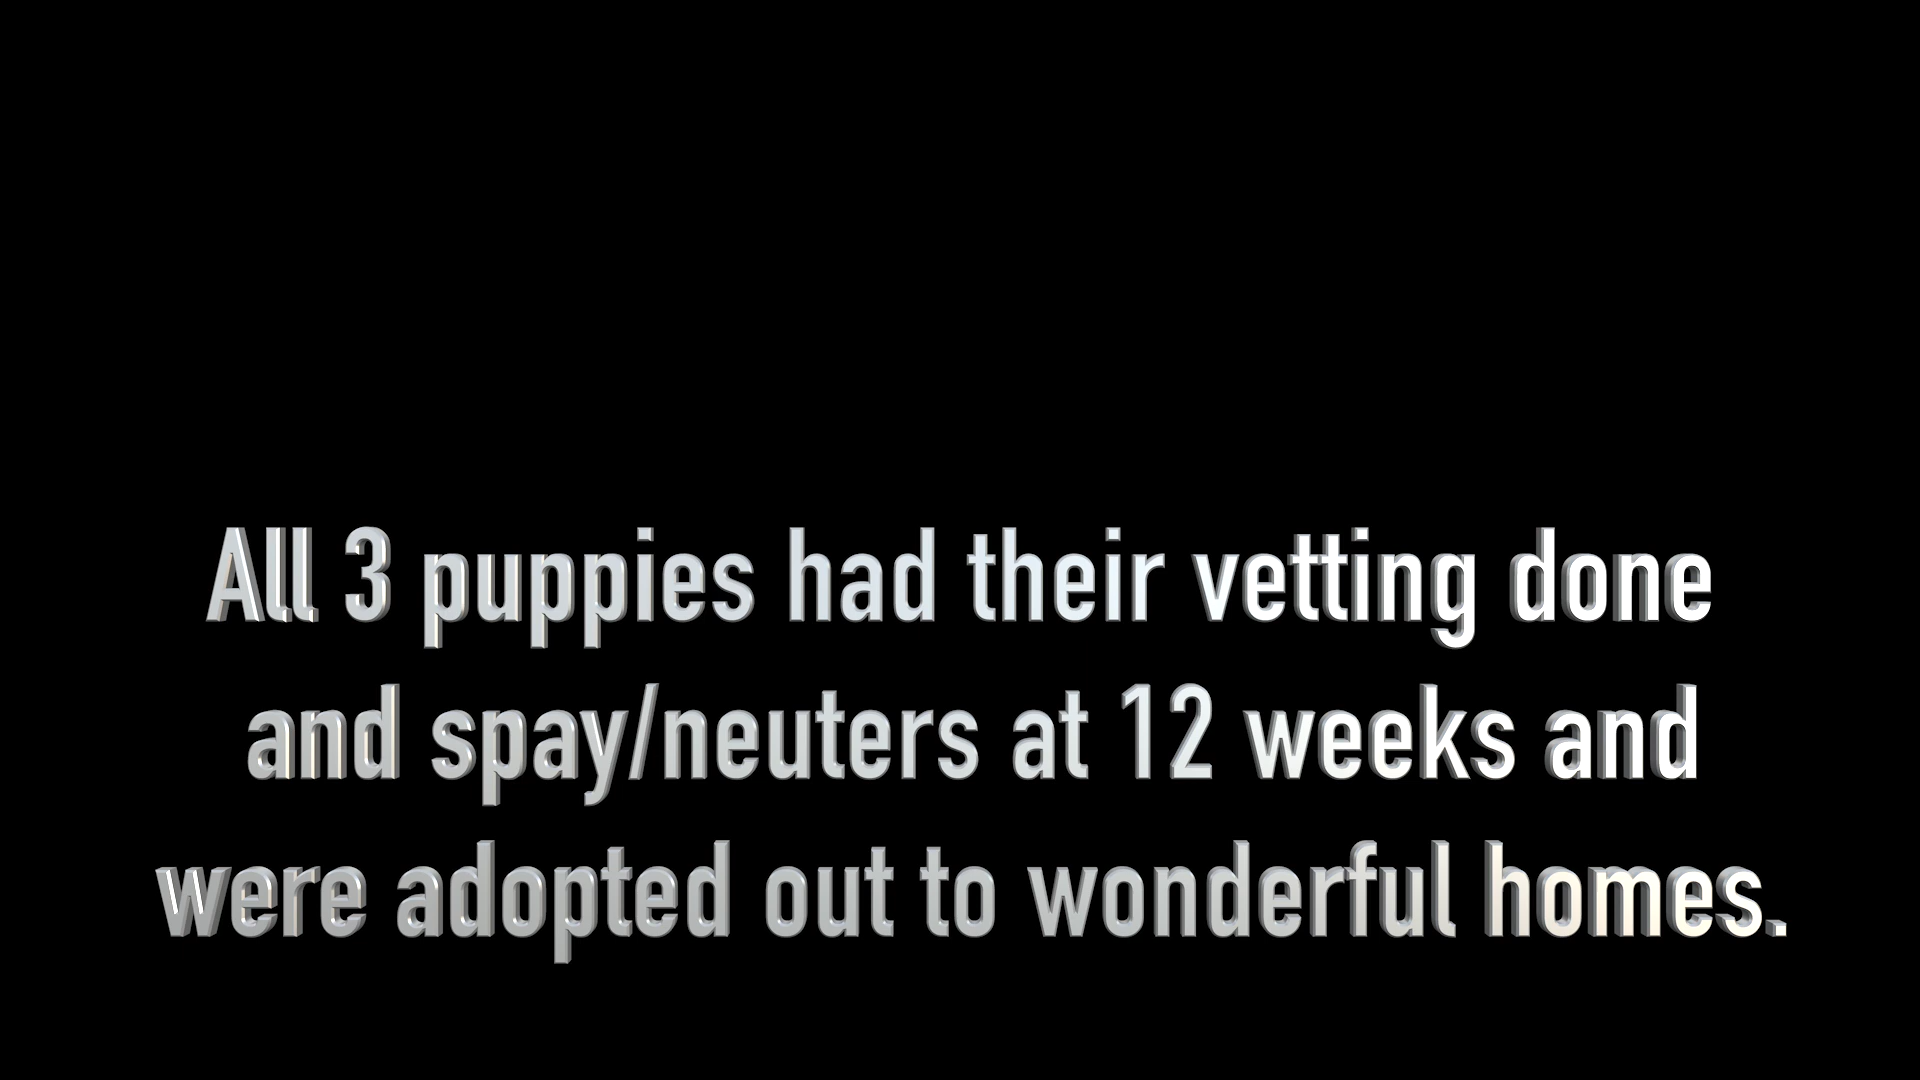 All 3 puppies had their vetting done
and spay/neuters at 12 weeks and
were adopted out to wonderful homes.